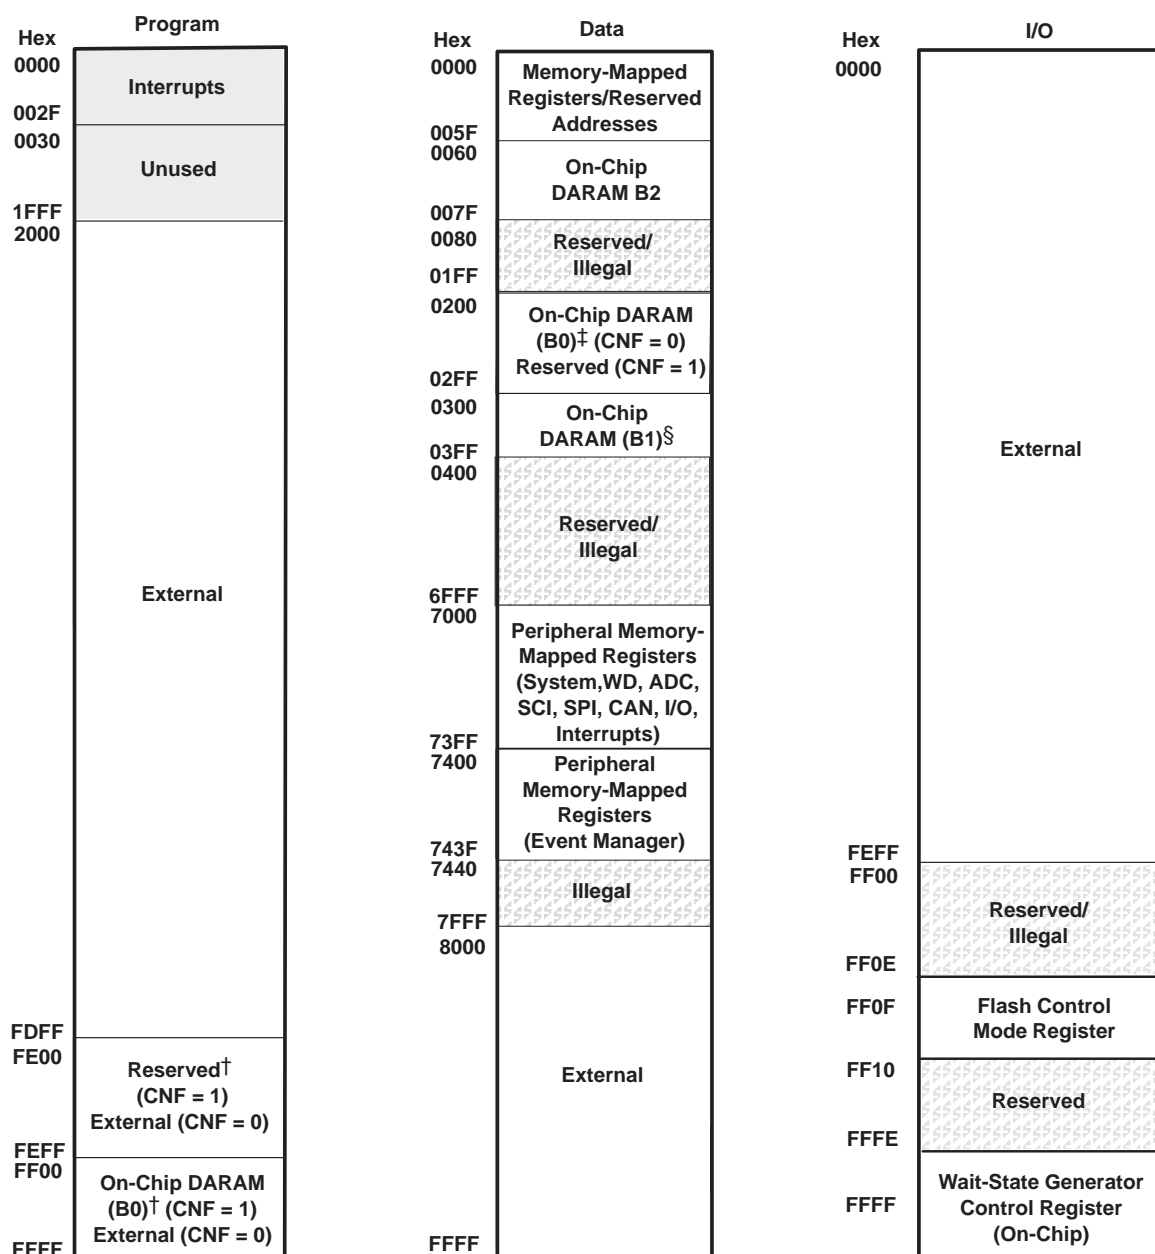 Program
Hex
0000
Interrupts
002F
0030
Unused
1FFF
2000
External
FDFF
FE00
Reserved†
(CNF = 1)
External (CNF = 0)
FEFF
FF00
On-Chip DARAM
(B0)† (CNF = 1)
External (CNF = 0)
FFFF
Data
Hex
0000
Memory-Mapped
Registers/Reserved
Addresses
005F
0060
On-Chip
DARAM B2
007F
0080
Reserved/
Illegal
01FF
0200
On-Chip DARAM
(B0)‡ (CNF = 0)
Reserved (CNF = 1)
02FF
0300
On-Chip
DARAM (B1)§
03FF
0400
Reserved/
Illegal
6FFF
7000
Peripheral Memory-
Mapped Registers
(System,WD, ADC,
SCI, SPI, CAN, I/O,
Interrupts)
73FF
7400
Peripheral
Memory-Mapped
Registers
(Event Manager)
743F
7440
Illegal
7FFF
8000
External
FFFF
I/O
Hex
0000
External
FEFF
FF00
Reserved/
Illegal
FF0E
FF0F
Flash Control
Mode Register
FF10
Reserved
FFFE
Wait-State Generator
Control Register
(On-Chip)
FFFF